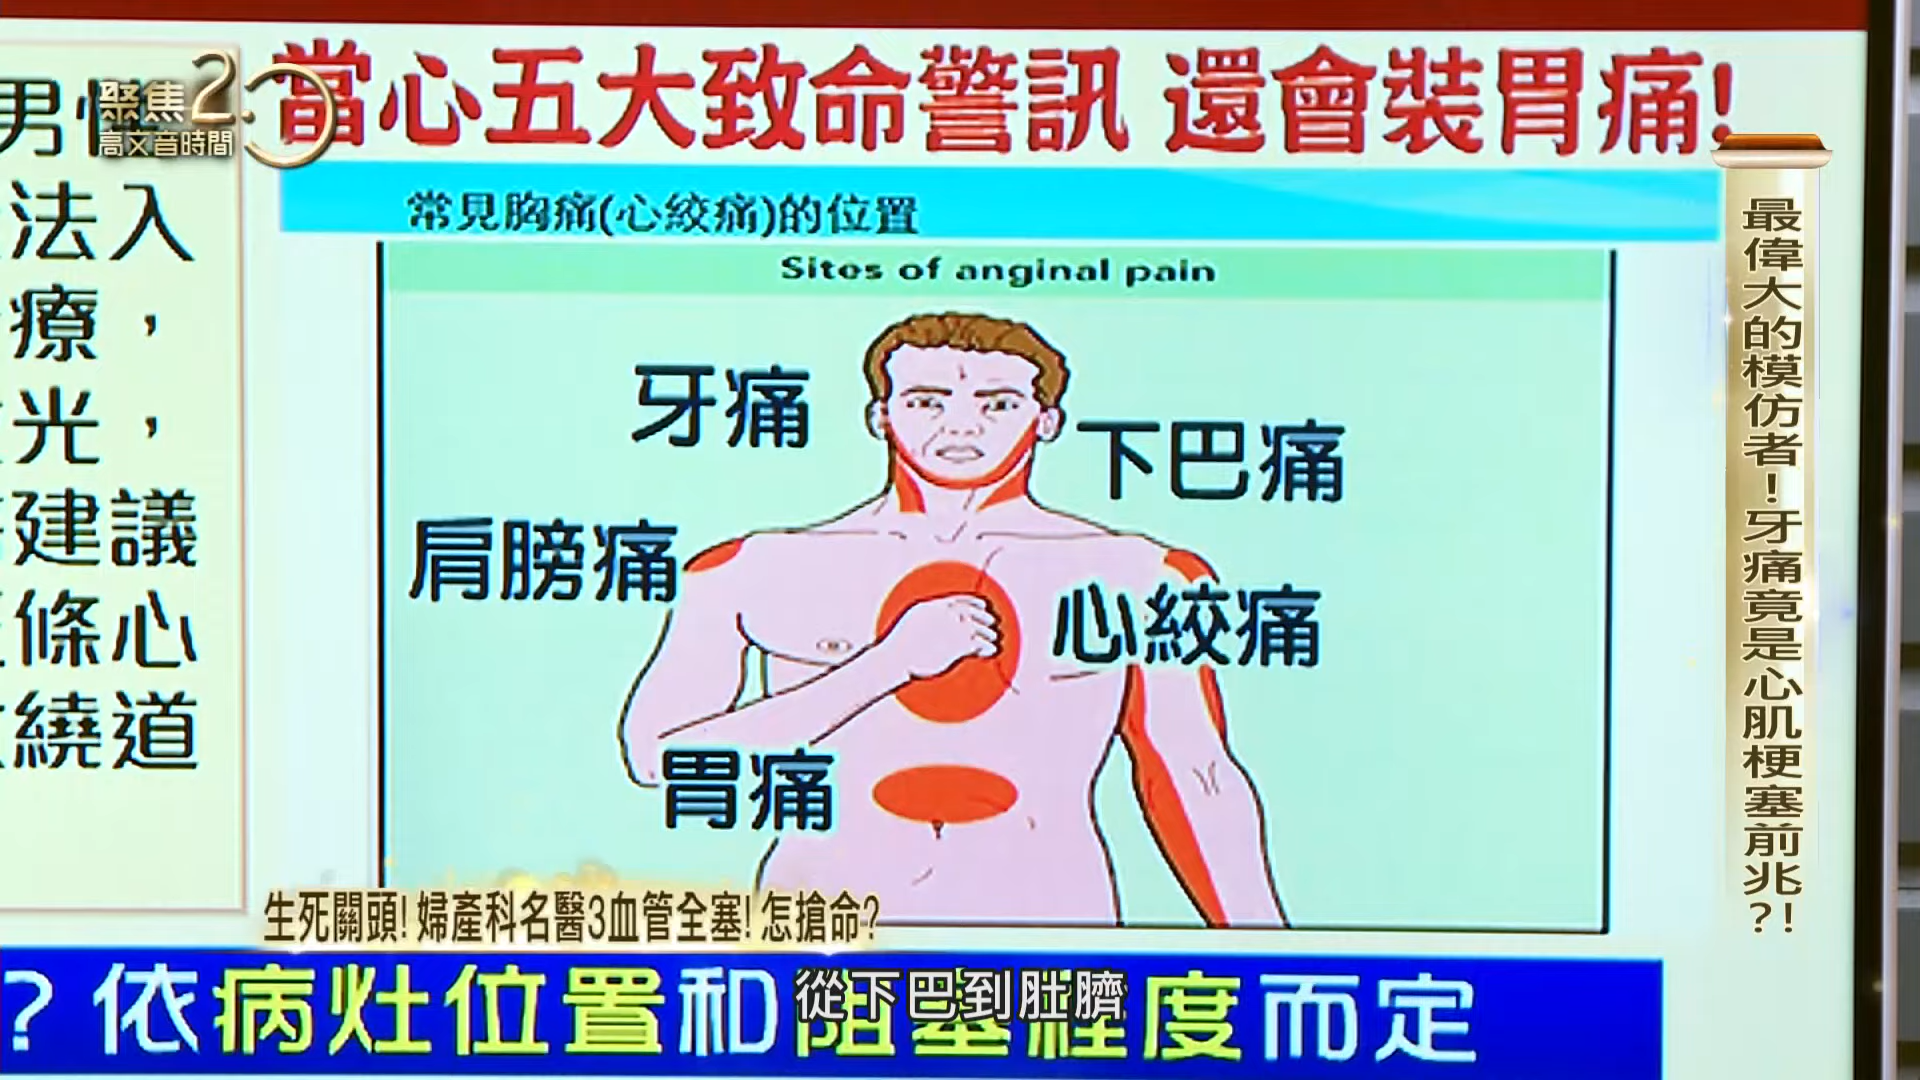 當心五大致命警訊 還會裝胃痛!
聚焦2.0
高文音時間
男性
法入
療，
光，
建議
條心
繞道
常見胸痛(心絞痛)的位置
Sites of anginal pain
牙痛
下巴痛
肩膀痛
心絞痛
胃痛
最偉大的模仿者！牙痛竟是心肌梗塞前兆？！
生死關頭! 婦產科名醫3血管全塞! 怎搶命?
? 依病灶位置和阻塞程度而定
從下巴到肚臍